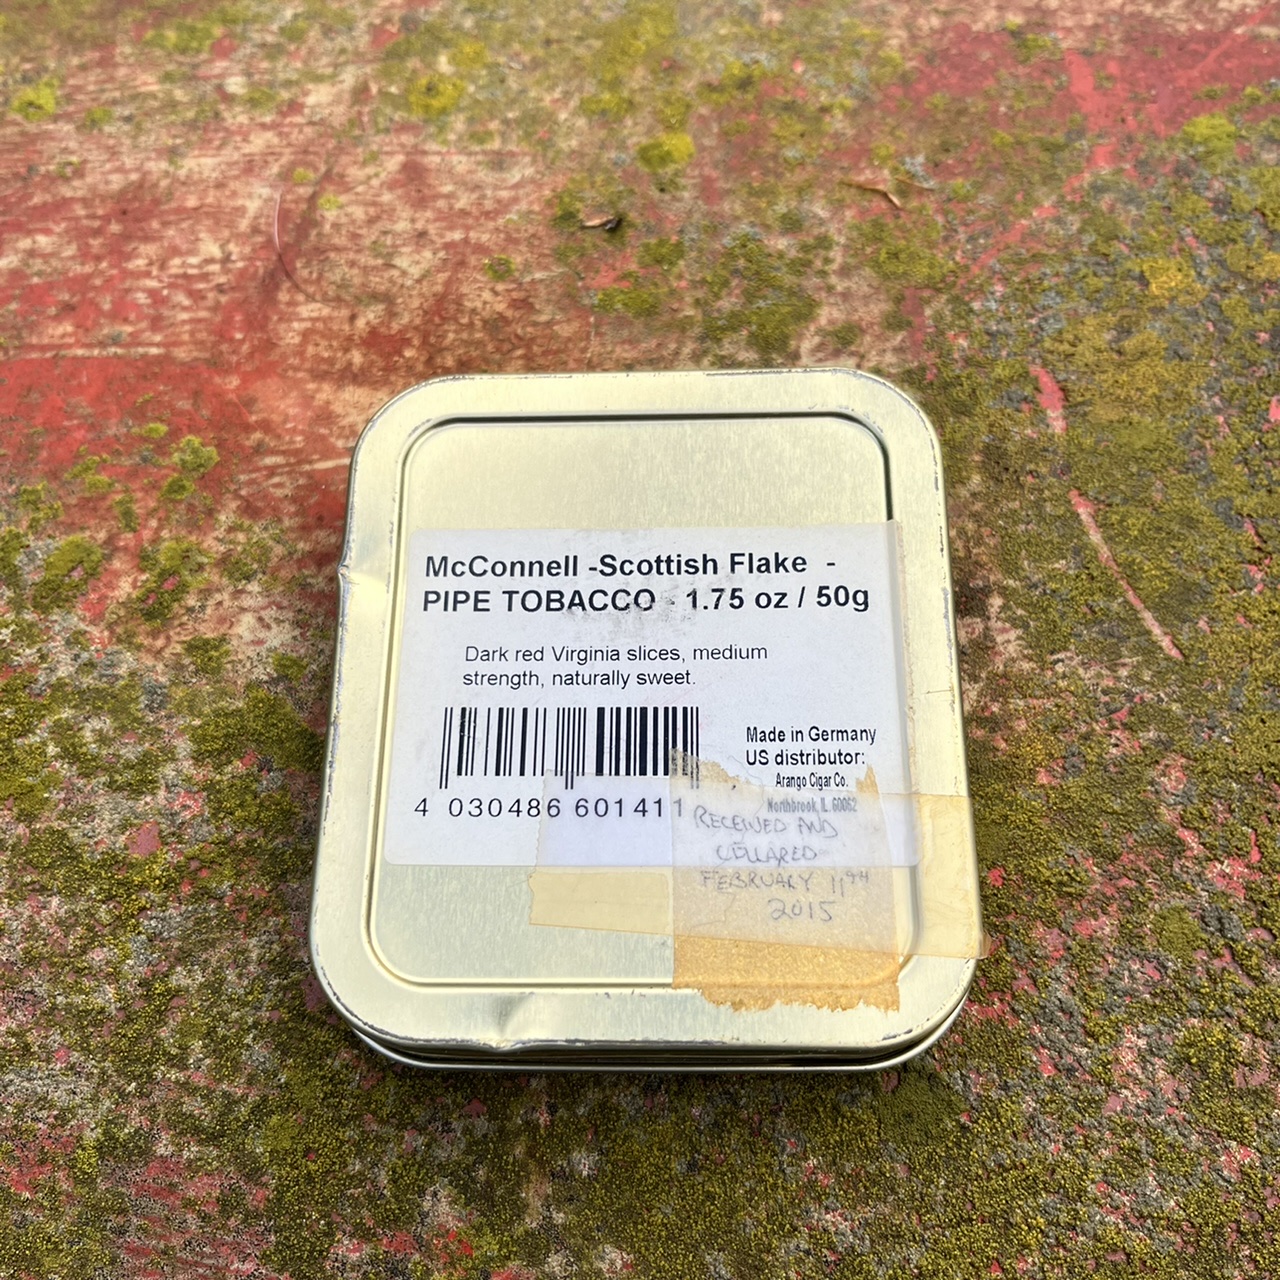 McConnell -Scottish Flake -
PIPE TOBACCO - 1.75 oz / 50g
Dark red Virginia slices, medium
strength, naturally sweet.
Made in Germany
US distributor:
Arango Cigar Co.
Northbrook, IL 60062
4 030486 601411
RECEIVED AND
CELLARED
FEBRUARY 11TH
2015